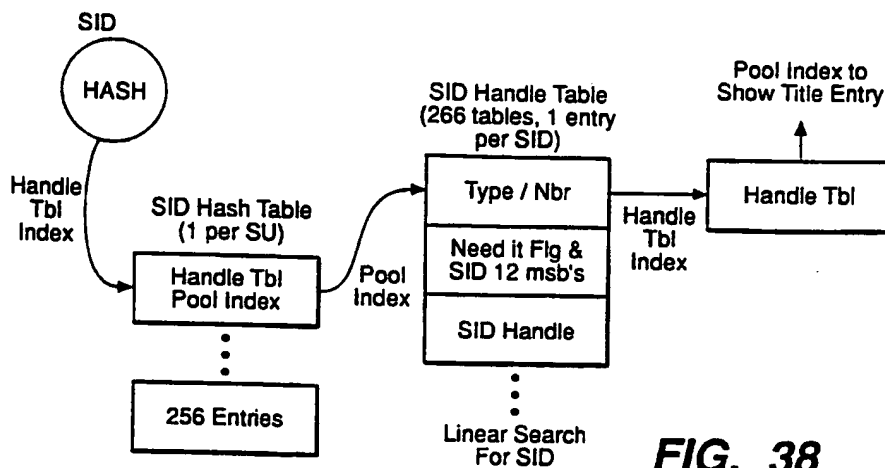 SID
HASH
Handle
Tbl
Index
SID Hash Table
(1 per SU)
Handle Tbl
Pool Index
256 Entries
Pool
Index
SID Handle Table
(266 tables, 1 entry
per SID)
Type / Nbr
Need it Flg &
SID 12 msb's
SID Handle
Linear Search
For SID
Handle
Tbl
Index
Pool Index to
Show Title Entry
Handle Tbl
FIG. 38